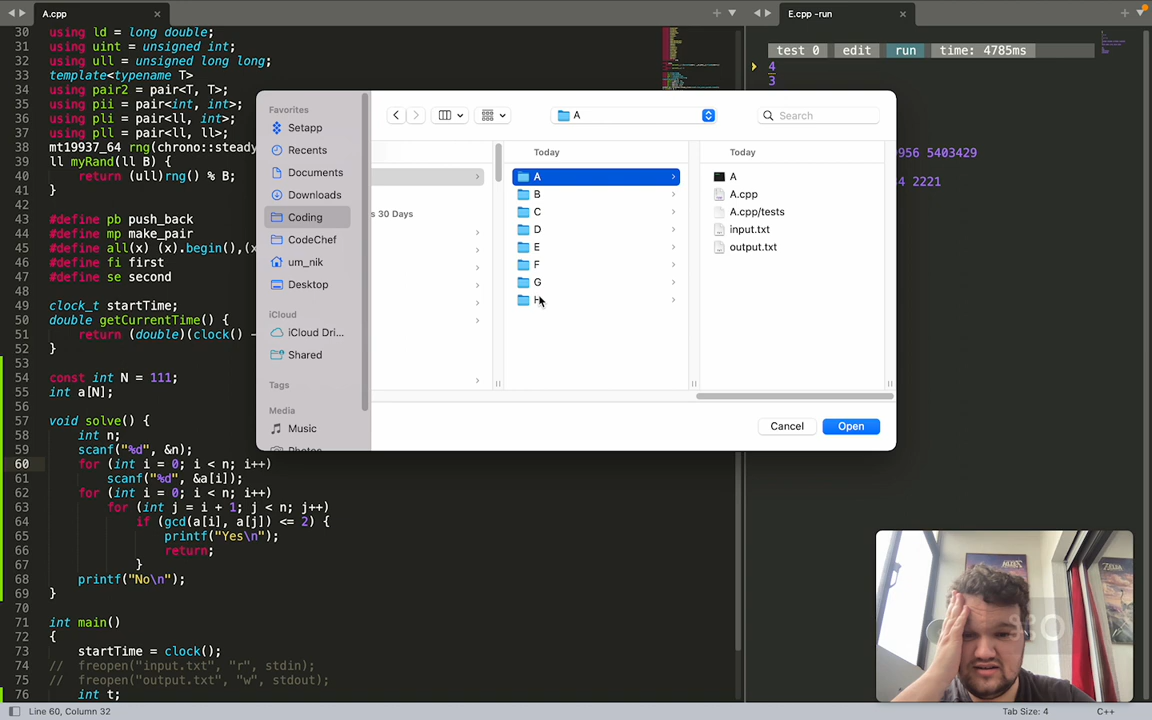 A.cpp
30 using ld = long double;
31 using uint = unsigned int;
32 using ull = unsigned long long;
33 template<typename T>
34 using pair2 = pair<T, T>;
35 using pii = pair<int, int>;
36 using pli = pair<ll, int>;
37 using pll = pair<ll, ll>;
38 mt19937_64 rng(chrono::steady
39 ll myRand(ll B) {
40 return (ull)rng() % B;
41 }
42
43 #define pb push_back
44 #define mp make_pair
45 #define all(x) (x).begin(),(x
46 #define fi first
47 #define se second
48
49 clock_t startTime;
50 double getCurrentTime() {
51 return (double)(clock() -
52 }
53
54 const int N = 111;
55 int a[N];
56
57 void solve() {
58 int n;
59 scanf("%d", &n);
60 for (int i = 0; i < n; i++)
61 scanf("%d", &a[i]);
62 for (int i = 0; i < n; i++)
63 for (int j = i + 1; j < n; j++)
64 if (gcd(a[i], a[j]) <= 2) {
65 printf("Yes\n");
66 return;
67 }
68 printf("No\n");
69 }
70
71 int main()
72 {
73 startTime = clock();
74 // freopen("input.txt", "r", stdin);
75 // freopen("output.txt", "w", stdout);
76 int t;
Line 60, Column 32
Favorites
Setapp
Recents
Documents
Downloads
Coding
CodeChef
um_nik
Desktop
iCloud
iCloud Dri...
Shared
Tags
Media
Music
A
Search
s 30 Days
Today
A
B
C
D
E
F
G
H
Today
A
A.cpp
A.cpp/tests
input.txt
output.txt
Cancel
Open
E.cpp -run
test 0 edit run time: 4785ms
4
3
956 5403429
4 2221
ZELDA
⌘O
Tab Size: 4
C++